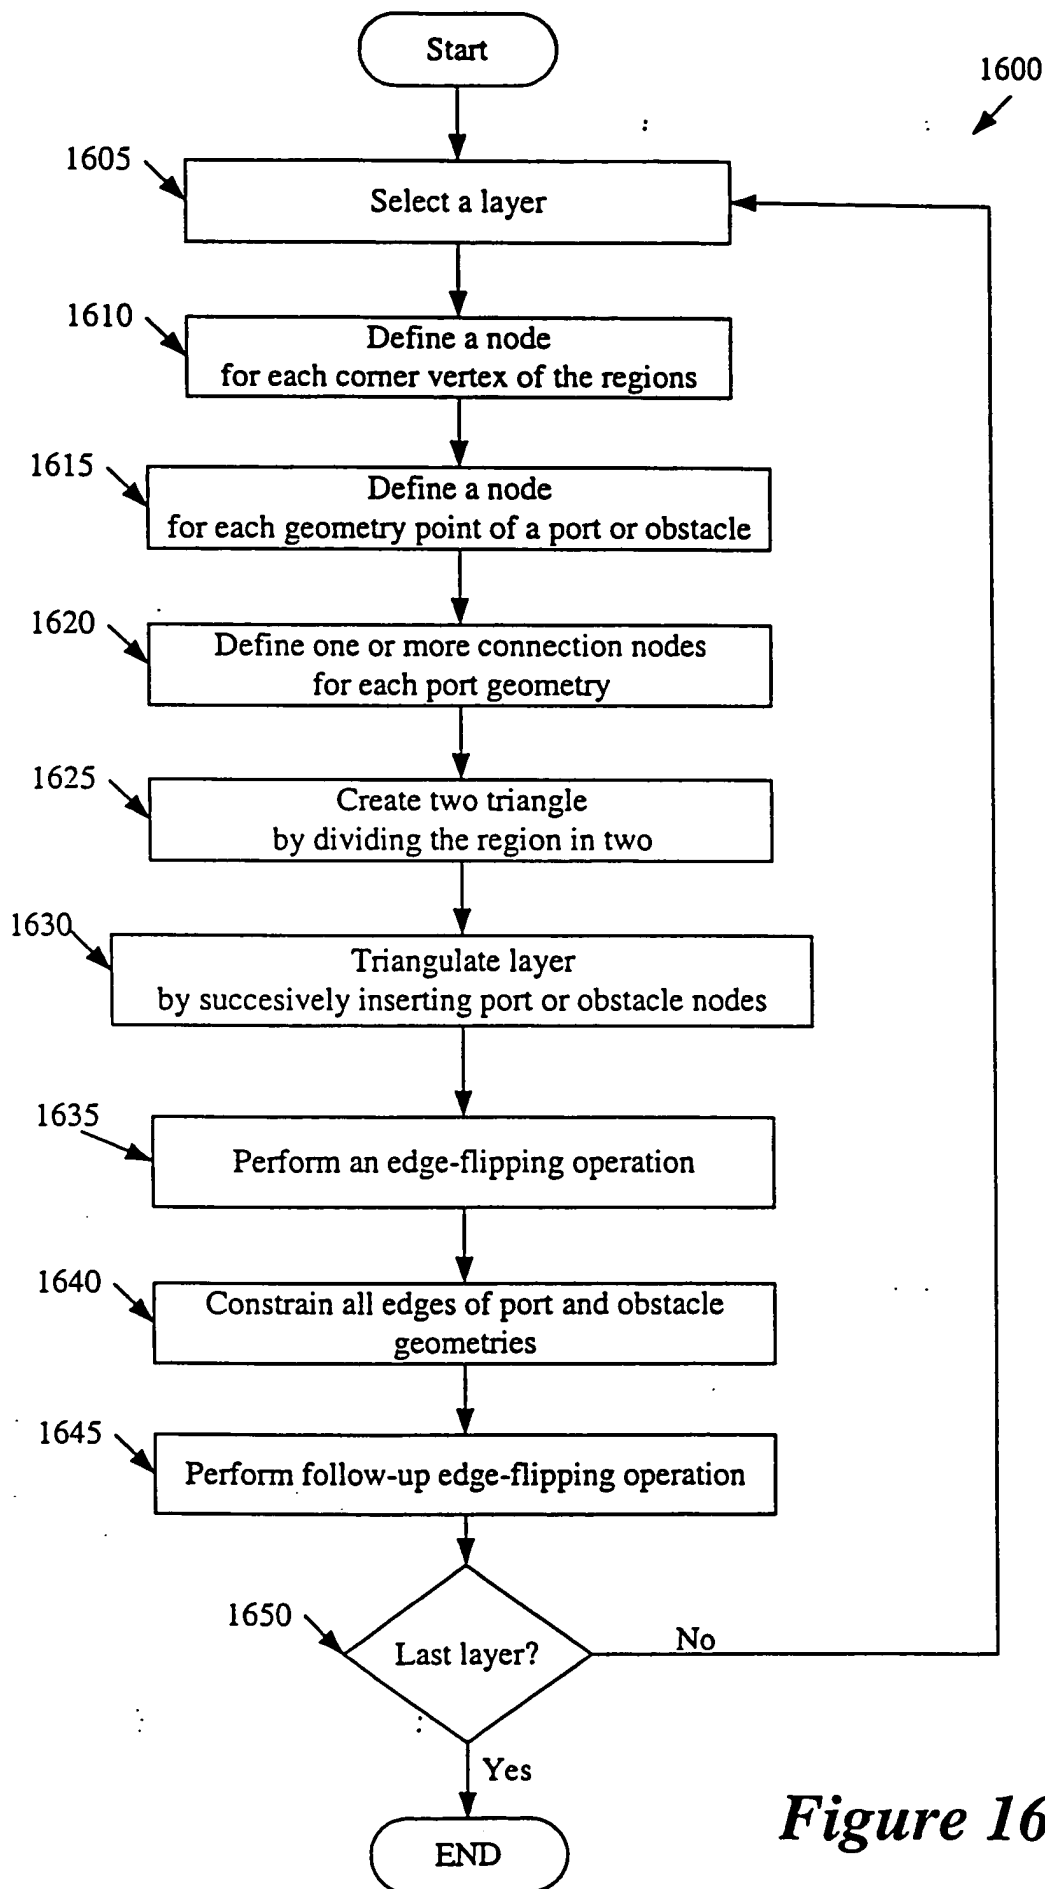 Start
1600
1605
Select a layer
1610
Define a node
for each corner vertex of the regions
1615
Define a node
for each geometry point of a port or obstacle
1620
Define one or more connection nodes
for each port geometry
1625
Create two triangle
by dividing the region in two
1630
Triangulate layer
by succesively inserting port or obstacle nodes
1635
Perform an edge-flipping operation
1640
Constrain all edges of port and obstacle
geometries
1645
Perform follow-up edge-flipping operation
1650
Last layer?
No
Yes
END
Figure 16